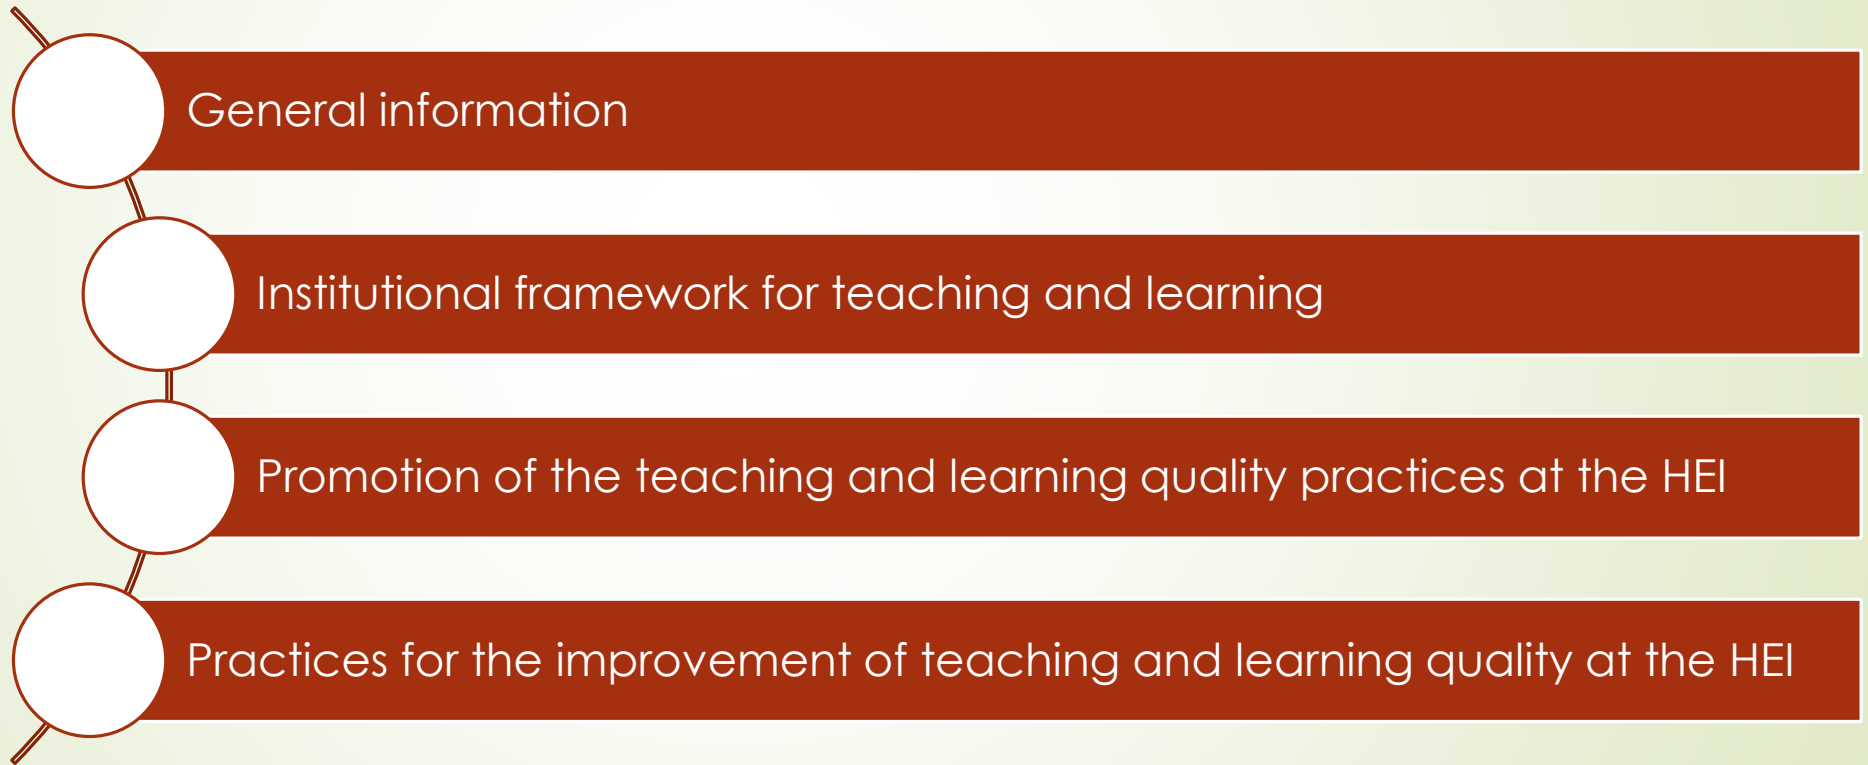 General information
Institutional framework for teaching and learning
Promotion of the teaching and learning quality practices at the HEI
Practices for the improvement of teaching and learning quality at the HEI